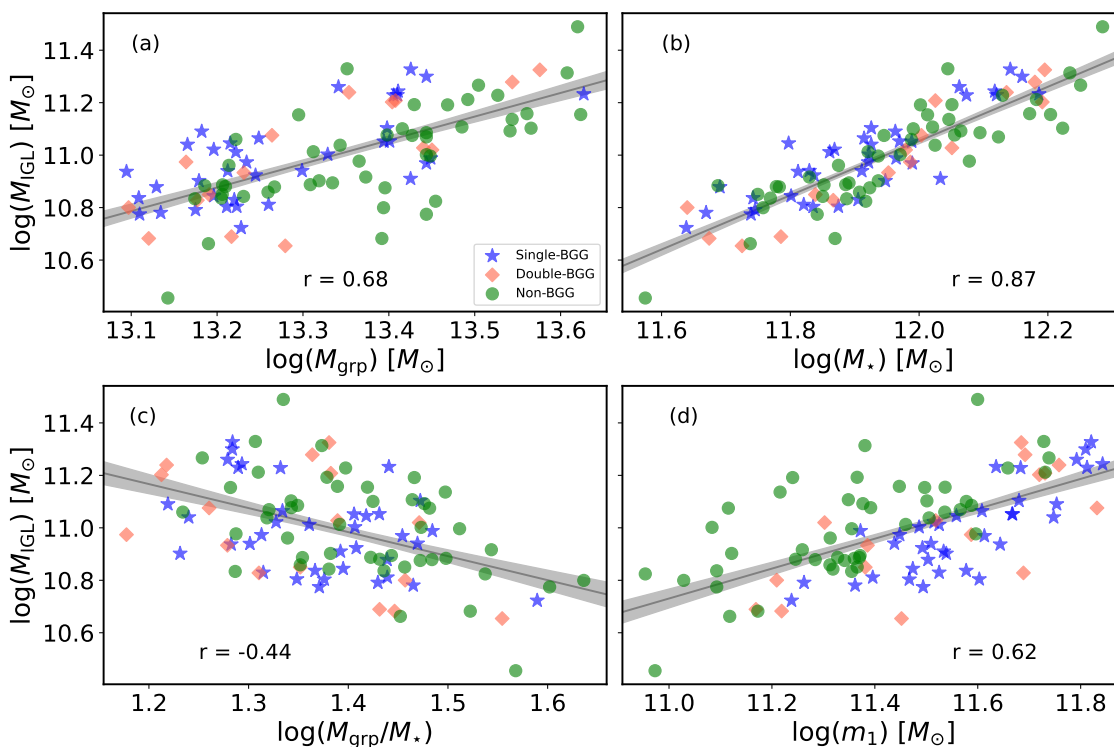 (a)
log(M_IGL) [M_⊙]
11.4
11.2
11.0
10.8
10.6
r = 0.68
Single-BGG
Double-BGG
Non-BGG
13.1 13.2 13.3 13.4 13.5 13.6
log(M_grp) [M_⊙]
(b)
r = 0.87
11.6 11.8 12.0 12.2
log(M_⋆) [M_⊙]
(c)
log(M_IGL) [M_⊙]
11.4
11.2
11.0
10.8
10.6
r = -0.44
1.2 1.3 1.4 1.5 1.6
log(M_grp/M_⋆)
(d)
r = 0.62
11.0 11.2 11.4 11.6 11.8
log(m_1) [M_⊙]